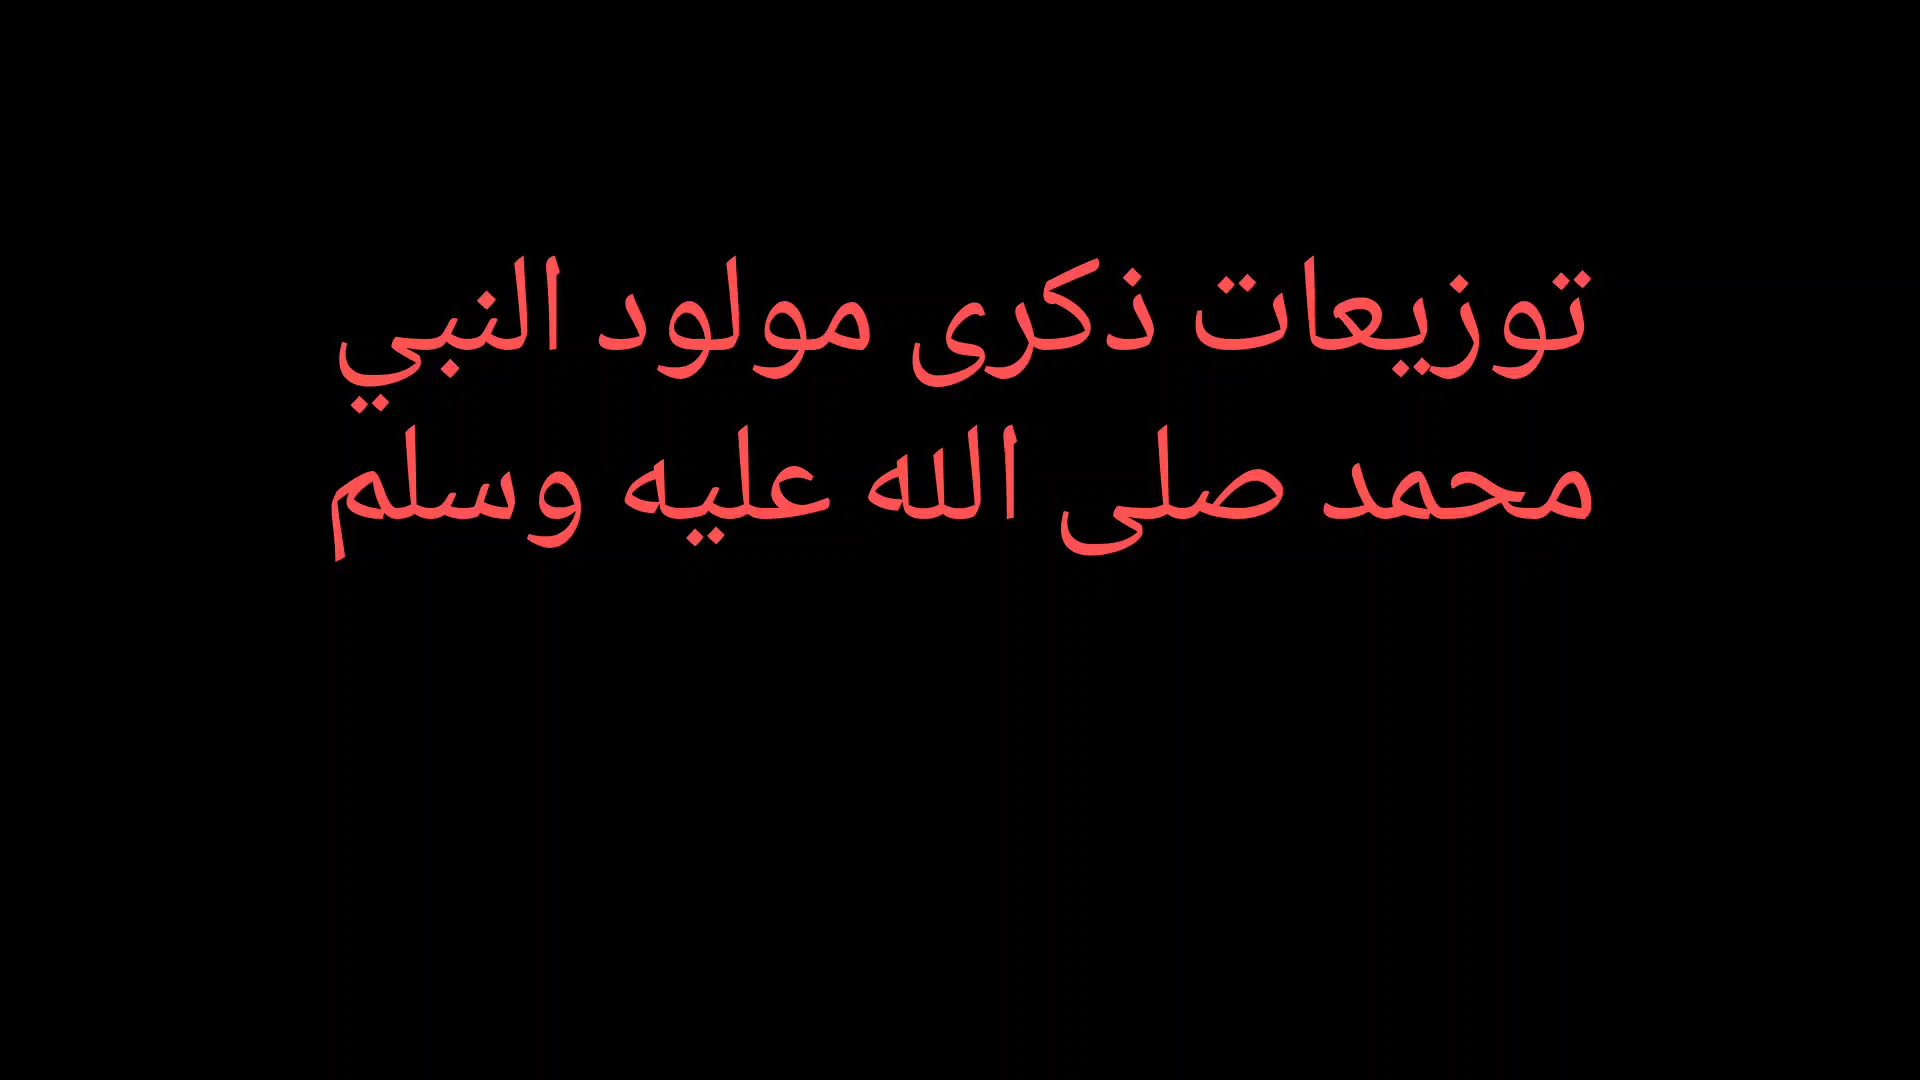 توزيعات ذكرى مولود النبي
محمد صلى الله عليه وسلم